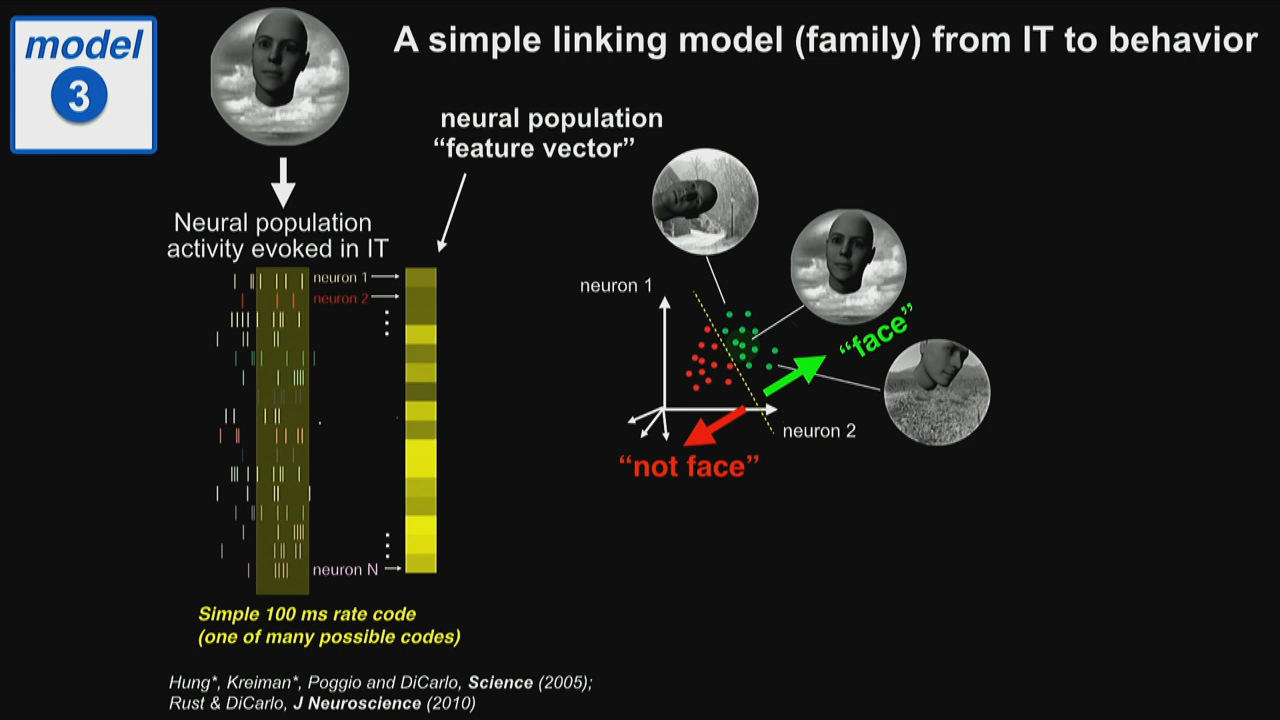 model
3
A simple linking model (family) from IT to behavior
neural population
“feature vector”
Neural population
activity evoked in IT
neuron 1
neuron 2
neuron N
Simple 100 ms rate code
(one of many possible codes)
neuron 1
“face”
neuron 2
“not face”
Hung*, Kreiman*, Poggio and DiCarlo, Science (2005);
Rust & DiCarlo, J Neuroscience (2010)